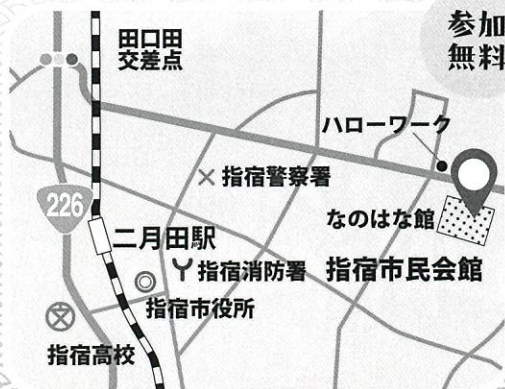 参加
無料
田口田
交差点
ハローワーク
指宿警察署
226
なのはな館
二月田駅
指宿消防署
指宿市民会館
指宿市役所
指宿高校